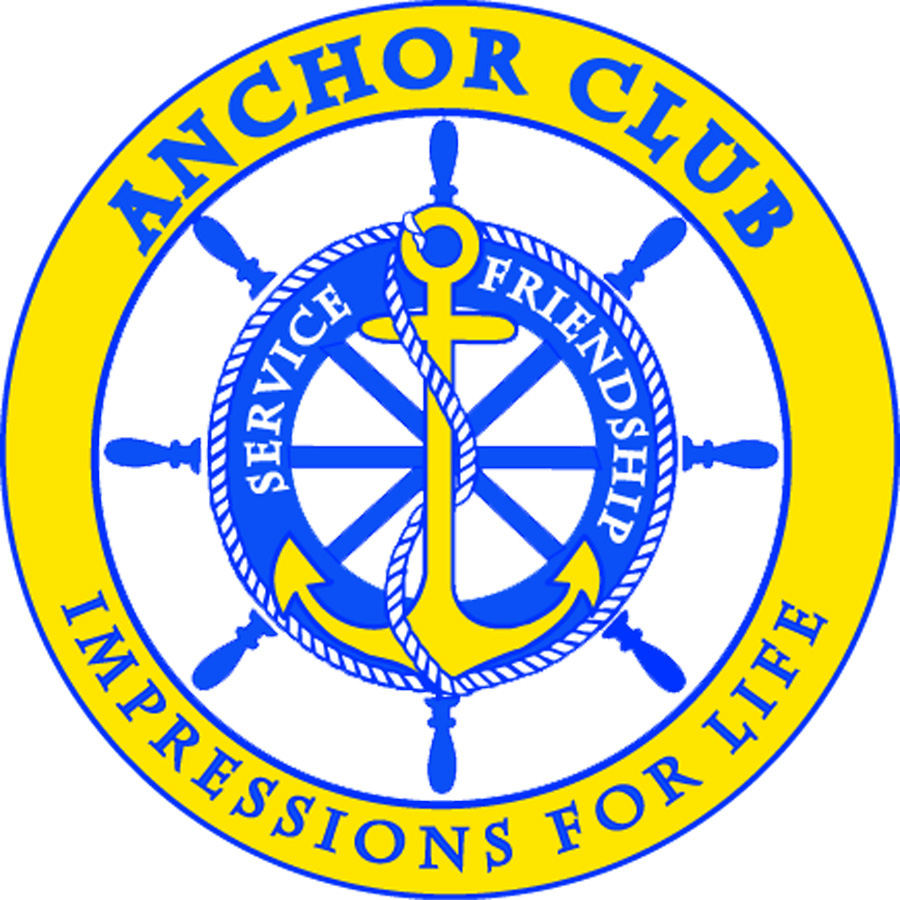 ANCHOR CLUB
SERVICE
FRIENDSHIP
IMPRESSIONS FOR LIFE